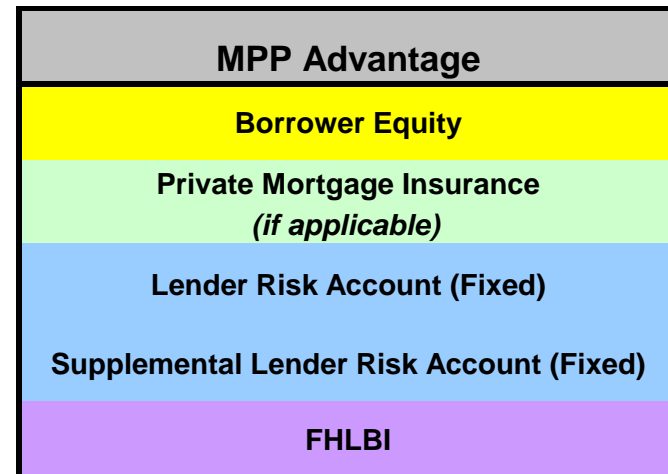 MPP Advantage
Borrower Equity
Private Mortgage Insurance
(if applicable)
Lender Risk Account (Fixed)
Supplemental Lender Risk Account (Fixed)
FHLBI